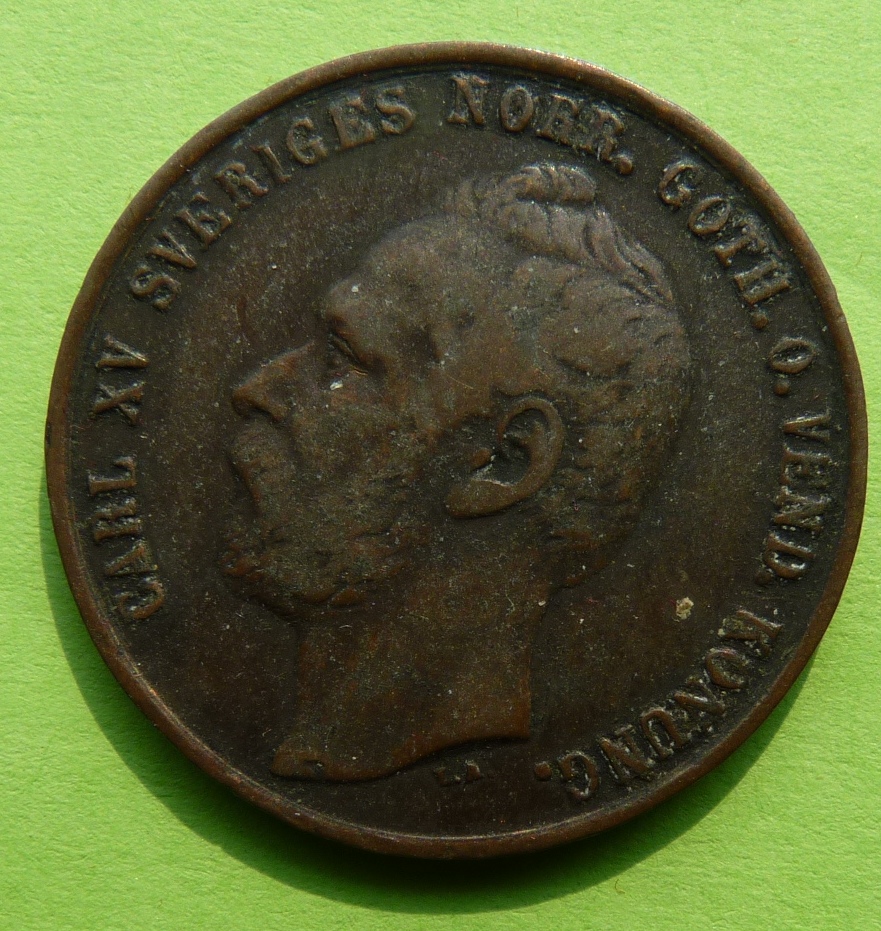 CARL XV SVERIGES NORR. GOTH. O. VEND. KONUNG.
L A